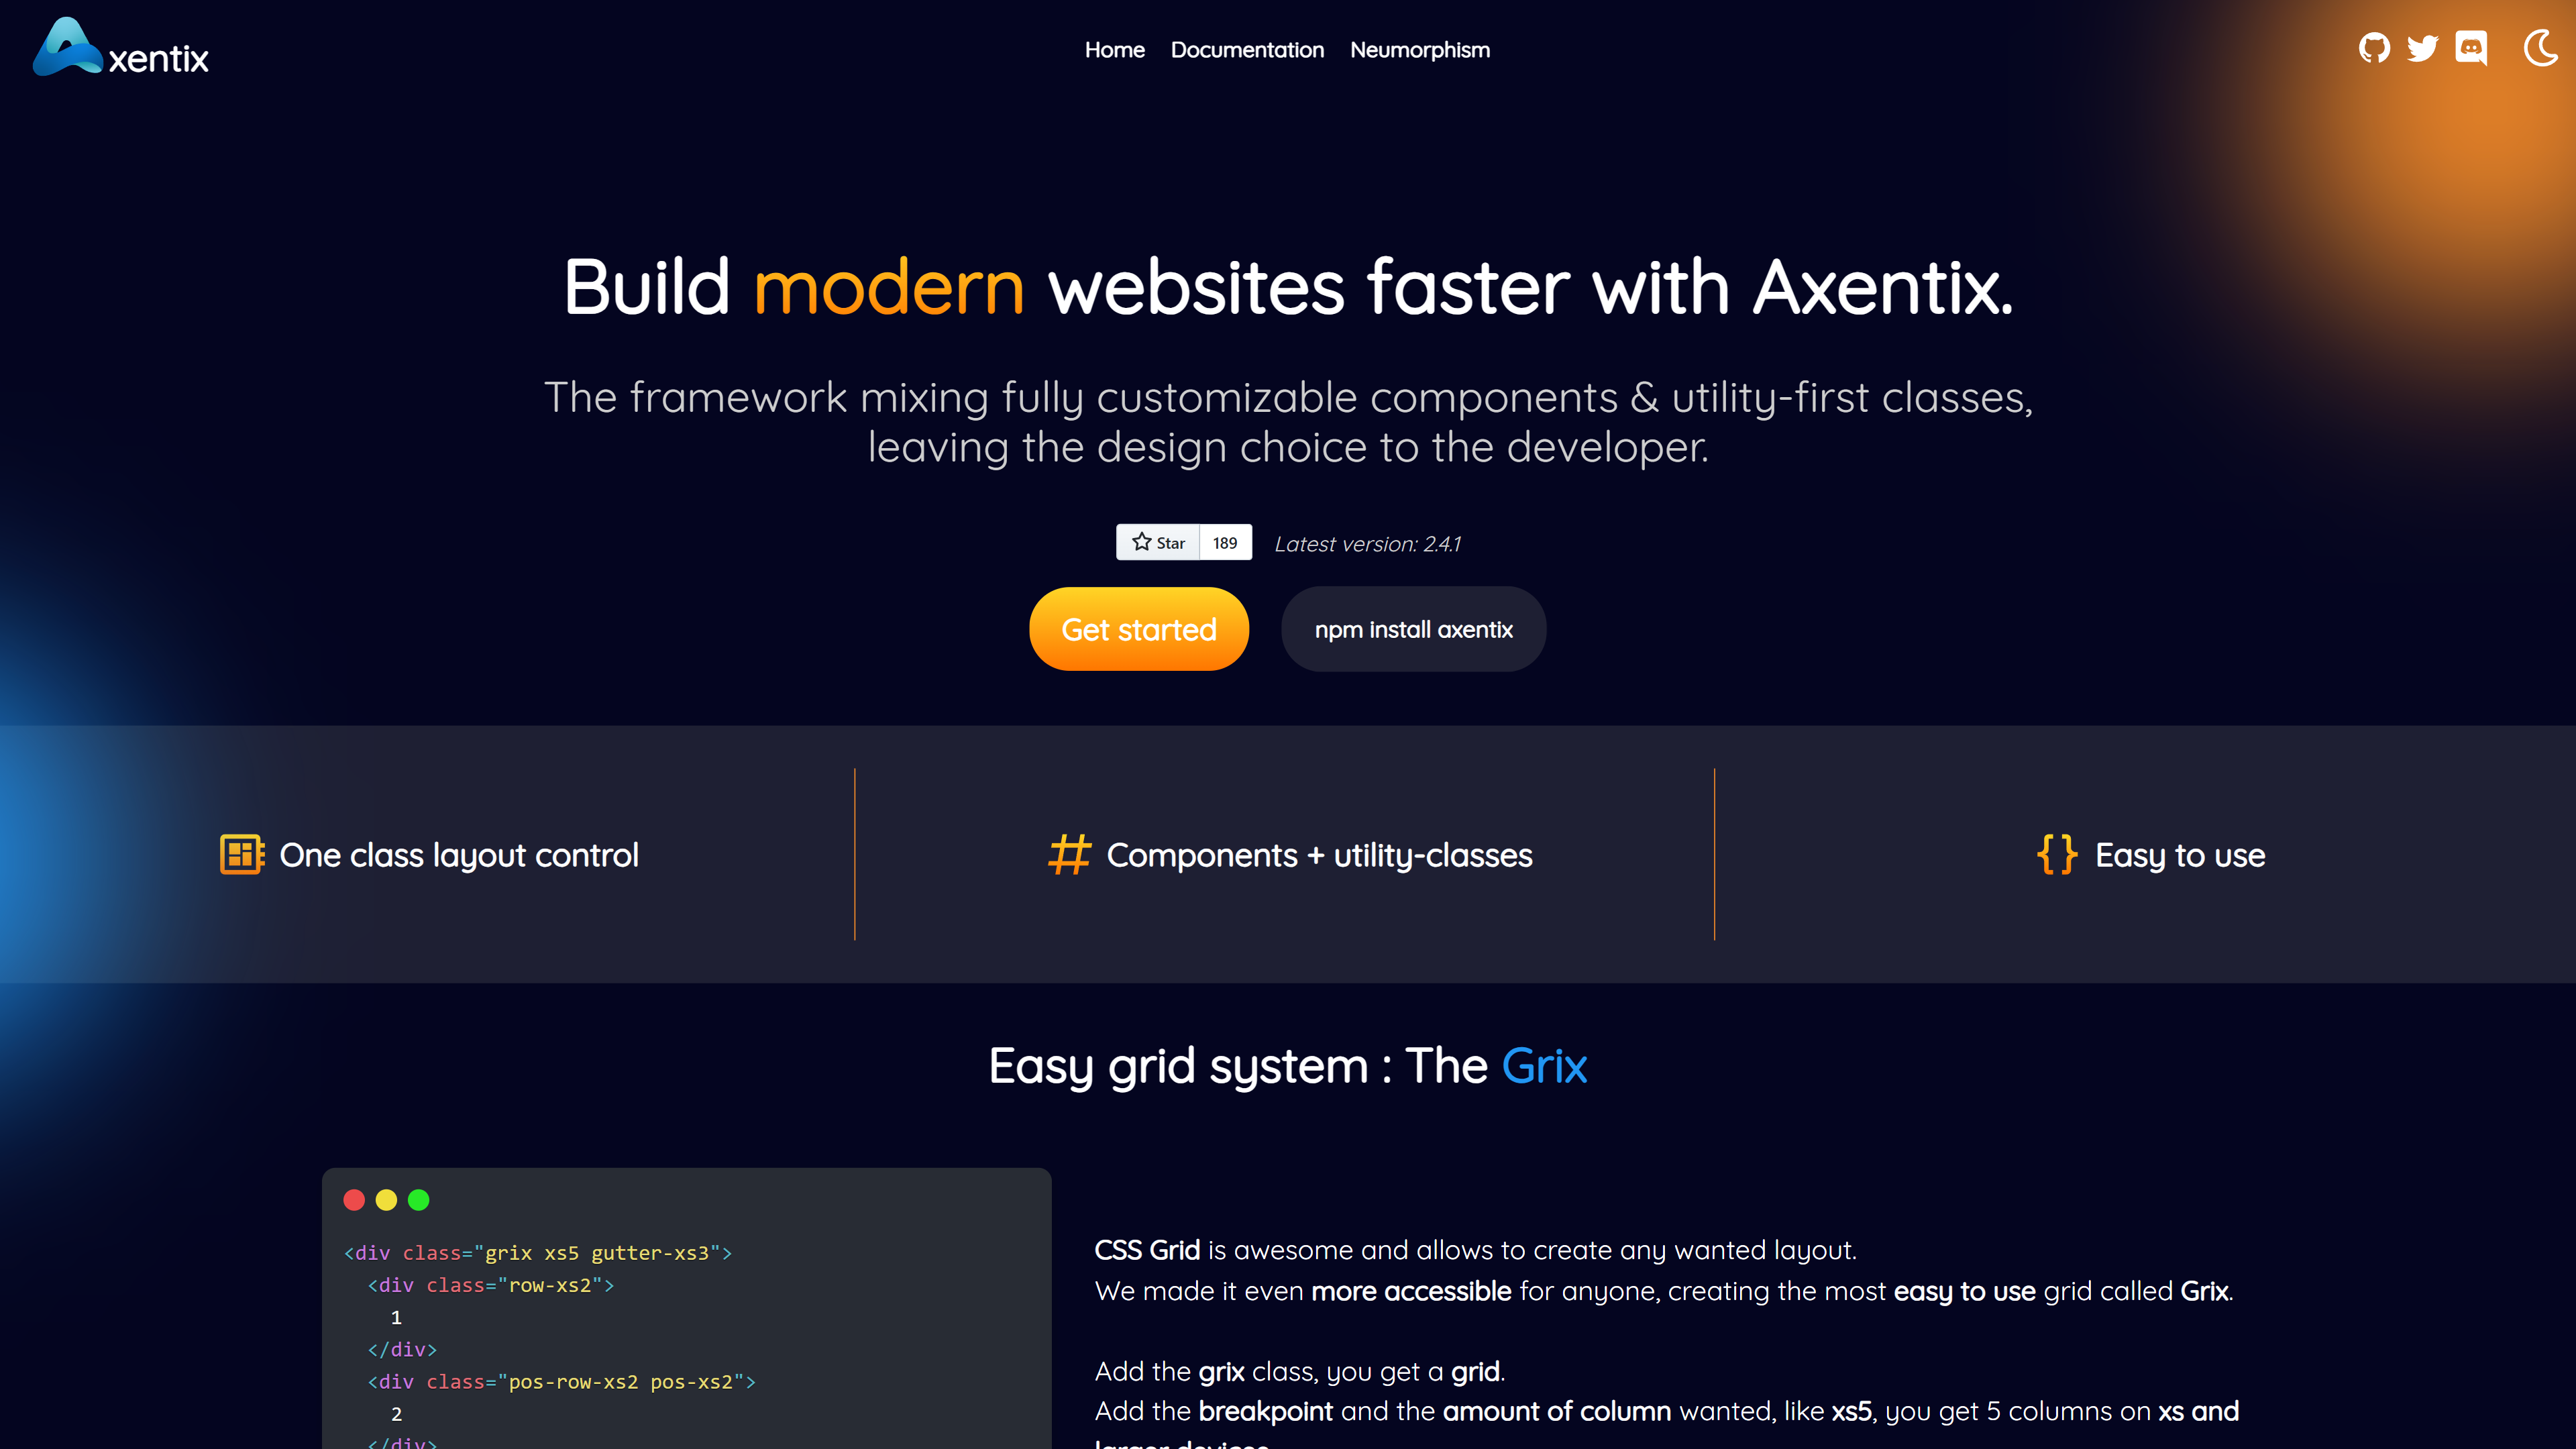 xentix
Home Documentation Neumorphism
Build modern websites faster with Axentix.
The framework mixing fully customizable components & utility-first classes,
leaving the design choice to the developer.
Star 189 Latest version: 2.4.1
Get started npm install axentix
One class layout control
# Components + utility-classes
{} Easy to use
Easy grid system : The Grix
<div class="grix xs5 gutter-xs3">
<div class="row-xs2">
1
</div>
<div class="pos-row-xs2 pos-xs2">
2
</div>
CSS Grid is awesome and allows to create any wanted layout.
We made it even more accessible for anyone, creating the most easy to use grid called Grix.
Add the grix class, you get a grid.
Add the breakpoint and the amount of column wanted, like xs5, you get 5 columns on xs and
larger devices.